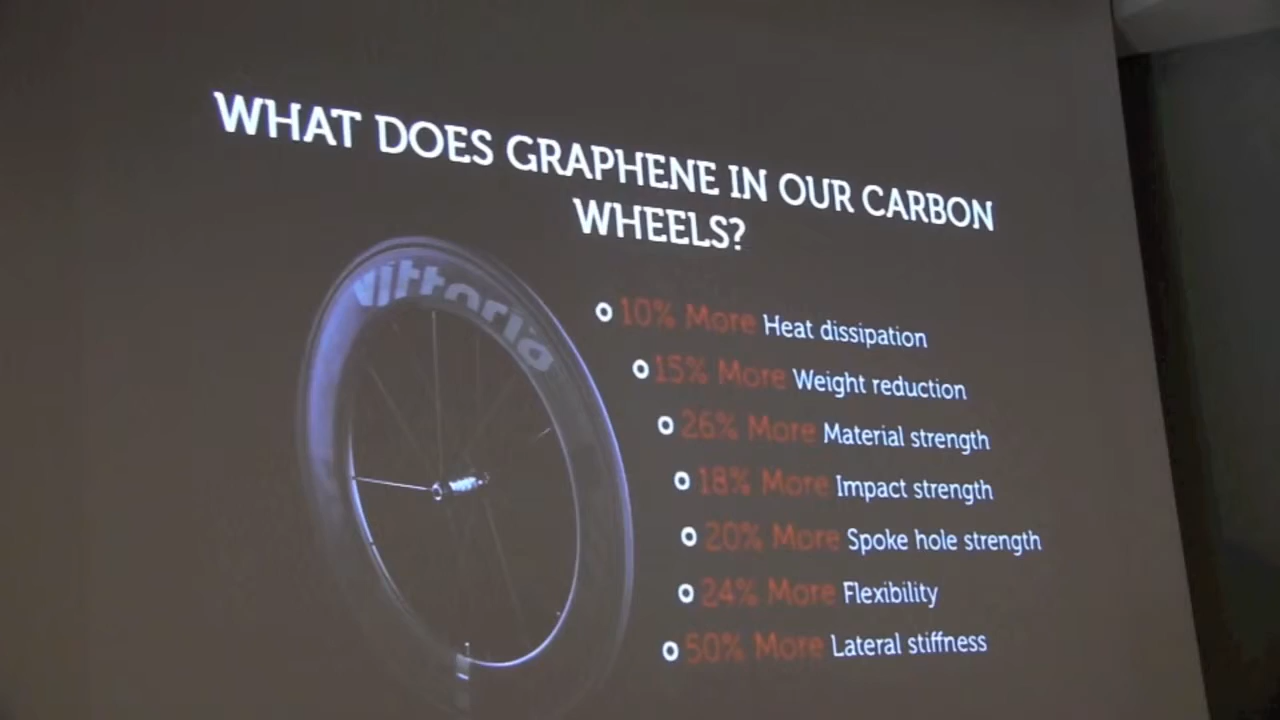 WHAT DOES GRAPHENE IN OUR CARBON
WHEELS?
vittoria
10% More Heat dissipation
15% More Weight reduction
26% More Material strength
18% More Impact strength
20% More Spoke hole strength
24% More Flexibility
50% More Lateral stiffness